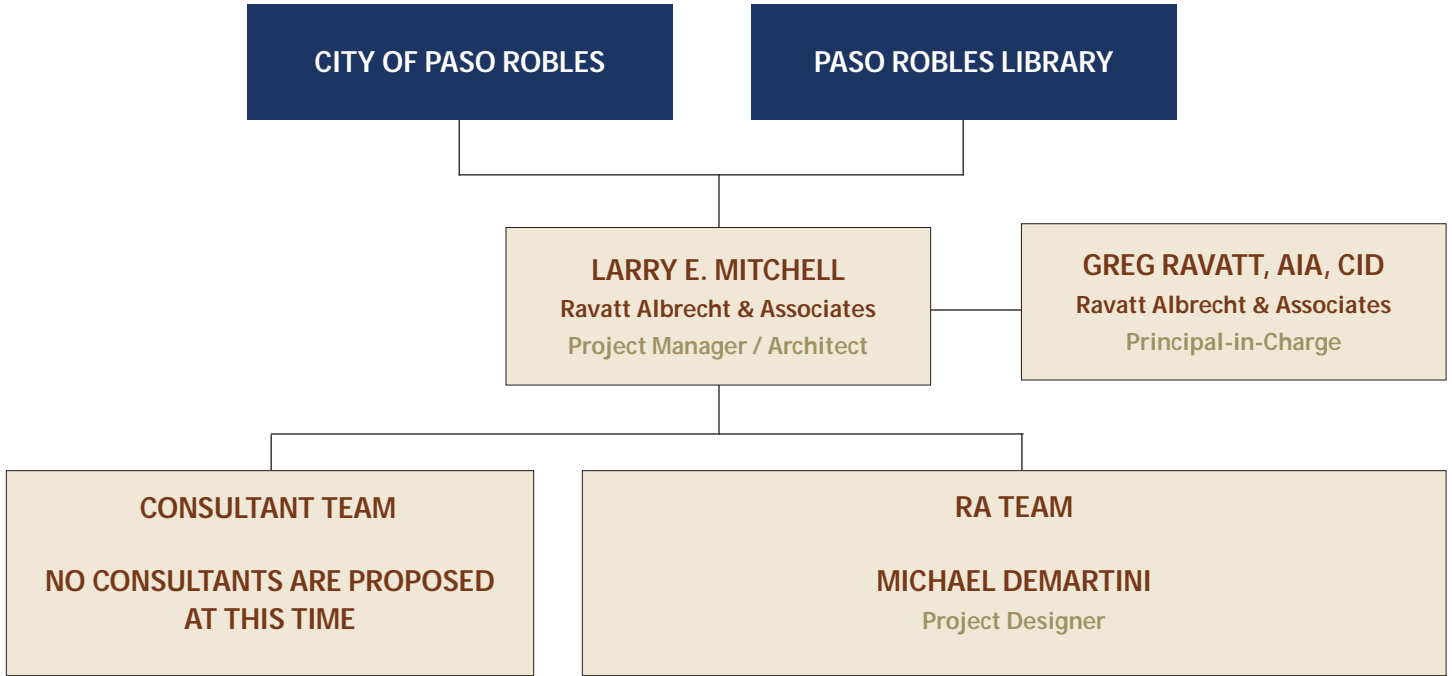 CITY OF PASO ROBLES
PASO ROBLES LIBRARY
LARRY E. MITCHELL
Ravatt Albrecht & Associates
Project Manager / Architect
GREG RAVATT, AIA, CID
Ravatt Albrecht & Associates
Principal-in-Charge
CONSULTANT TEAM
NO CONSULTANTS ARE PROPOSED
AT THIS TIME
RA TEAM
MICHAEL DEMARTINI
Project Designer